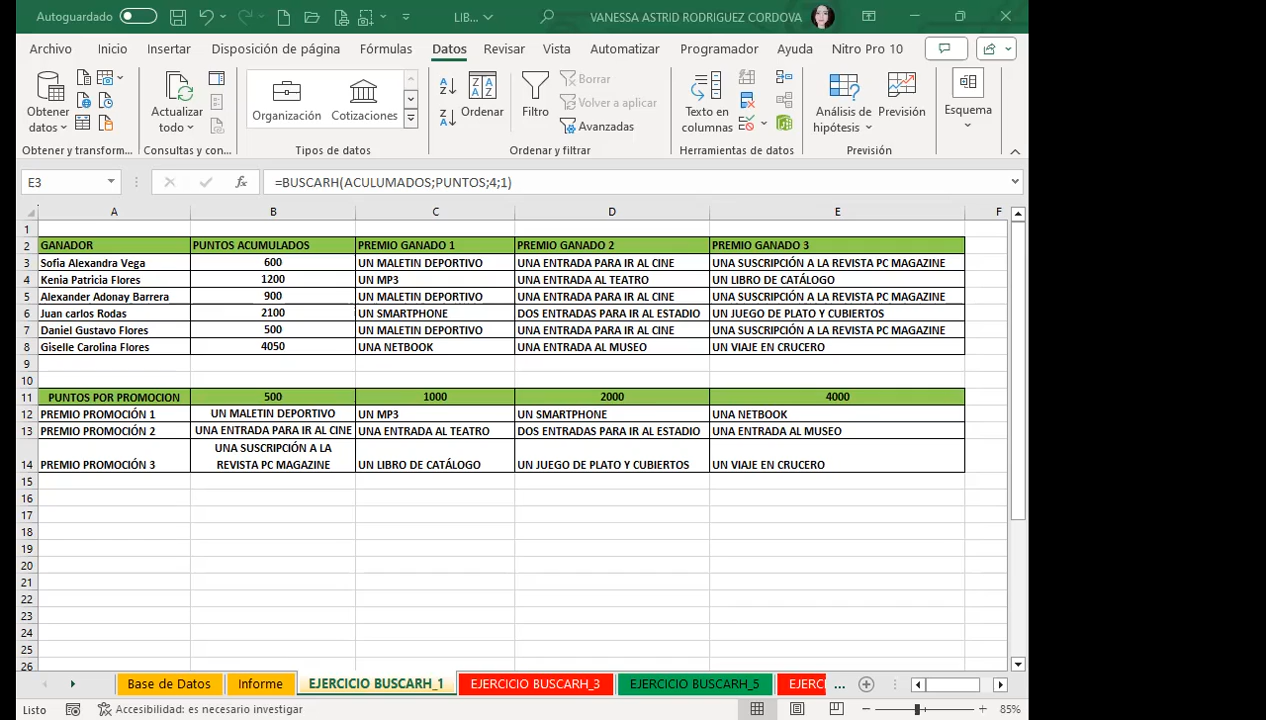 Autoguardado
LIB...
VANESSA ASTRID RODRIGUEZ CORDOVA
Archivo Inicio Insertar Disposición de página Fórmulas Datos Revisar Vista Automatizar Programador Ayuda Nitro Pro 10
Obtener datos
Actualizar todo
Organización
Cotizaciones
Ordenar
Filtro
Borrar
Volver a aplicar
Avanzadas
Texto en columnas
Análisis de hipótesis
Previsión
Esquema
Obtener y transform... Consultas y con... Tipos de datos Ordenar y filtrar Herramientas de datos Previsión
E3 fx =BUSCARH(ACULUMADOS;PUNTOS;4;1)
A B C D E F
1
2 GANADOR PUNTOS ACUMULADOS PREMIO GANADO 1 PREMIO GANADO 2 PREMIO GANADO 3
3 Sofia Alexandra Vega 600 UN MALETIN DEPORTIVO UNA ENTRADA PARA IR AL CINE UNA SUSCRIPCIÓN A LA REVISTA PC MAGAZINE
4 Kenia Patricia Flores 1200 UN MP3 UNA ENTRADA AL TEATRO UN LIBRO DE CATÁLOGO
5 Alexander Adonay Barrera 900 UN MALETIN DEPORTIVO UNA ENTRADA PARA IR AL CINE UNA SUSCRIPCIÓN A LA REVISTA PC MAGAZINE
6 Juan carlos Rodas 2100 UN SMARTPHONE DOS ENTRADAS PARA IR AL ESTADIO UN JUEGO DE PLATO Y CUBIERTOS
7 Daniel Gustavo Flores 500 UN MALETIN DEPORTIVO UNA ENTRADA PARA IR AL CINE UNA SUSCRIPCIÓN A LA REVISTA PC MAGAZINE
8 Giselle Carolina Flores 4050 UNA NETBOOK UNA ENTRADA AL MUSEO UN VIAJE EN CRUCERO
9
10
11 PUNTOS POR PROMOCION 500 1000 2000 4000
12 PREMIO PROMOCIÓN 1 UN MALETIN DEPORTIVO UN MP3 UN SMARTPHONE UNA NETBOOK
13 PREMIO PROMOCIÓN 2 UNA ENTRADA PARA IR AL CINE UNA ENTRADA AL TEATRO DOS ENTRADAS PARA IR AL ESTADIO UNA ENTRADA AL MUSEO
UNA SUSCRIPCIÓN A LA
14 PREMIO PROMOCIÓN 3 REVISTA PC MAGAZINE UN LIBRO DE CATÁLOGO UN JUEGO DE PLATO Y CUBIERTOS UN VIAJE EN CRUCERO
15
16
17
18
19
20
21
22
23
24
25
26
Base de Datos Informe EJERCICIO BUSCARH_1 EJERCICIO BUSCARH_3 EJERCICIO BUSCARH_5 EJERCI ...
Listo Accesibilidad: es necesario investigar 85%